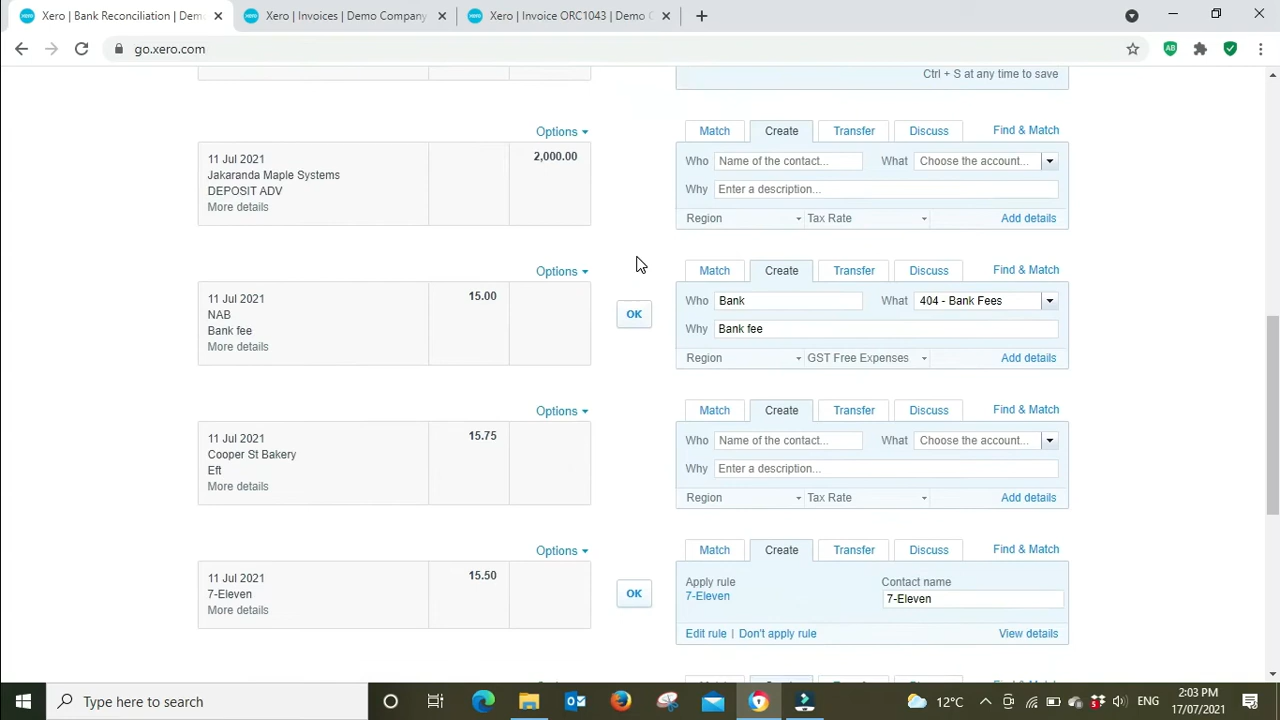 Xero | Bank Reconciliation | Dem
Xero | Invoices | Demo Company
Xero | Invoice ORC1043 | Demo C
go.xero.com
Ctrl + S at any time to save
Options
Match Create Transfer Discuss Find & Match
11 Jul 2021
Jakaranda Maple Systems
DEPOSIT ADV
More details
2,000.00
Who Name of the contact... What Choose the account...
Why Enter a description...
Region Tax Rate Add details
Options
Match Create Transfer Discuss Find & Match
11 Jul 2021
NAB
Bank fee
More details
15.00
OK
Who Bank What 404 - Bank Fees
Why Bank fee
Region GST Free Expenses Add details
Options
Match Create Transfer Discuss Find & Match
11 Jul 2021
Cooper St Bakery
Eft
More details
15.75
Who Name of the contact... What Choose the account...
Why Enter a description...
Region Tax Rate Add details
Options
Match Create Transfer Discuss Find & Match
11 Jul 2021
7-Eleven
More details
15.50
OK
Apply rule Contact name
7-Eleven 7-Eleven
Edit rule | Don't apply rule View details
Type here to search
12°C
ENG
2:03 PM
17/07/2021